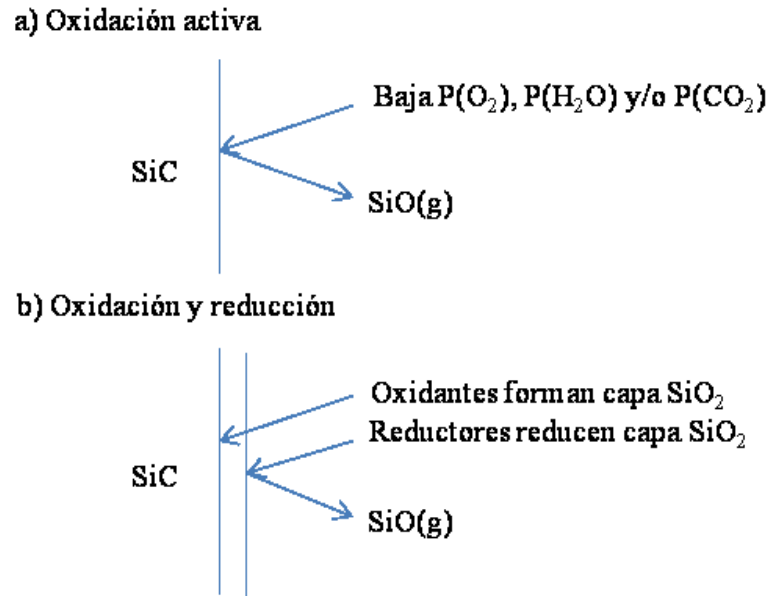 a) Oxidación activa
Baja P(O₂), P(H₂O) y/o P(CO₂)
SiC
SiO(g)
b) Oxidación y reducción
Oxidantes forman capa SiO₂
Reductores reducen capa SiO₂
SiC
SiO(g)